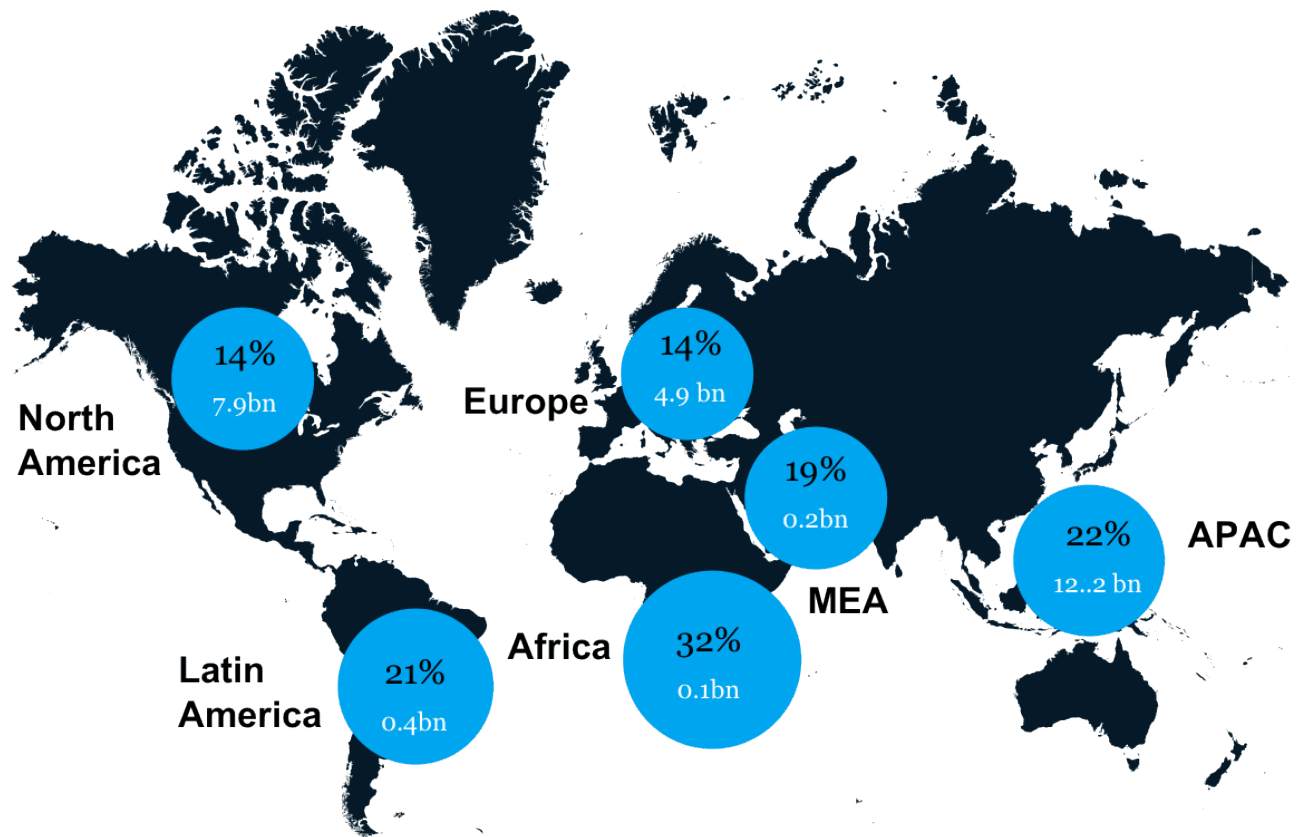 14%
7.9bn
North
America
14%
4.9 bn
Europe
19%
0.2bn
MEA
22%
12..2 bn
APAC
32%
0.1bn
Africa
21%
0.4bn
Latin
America